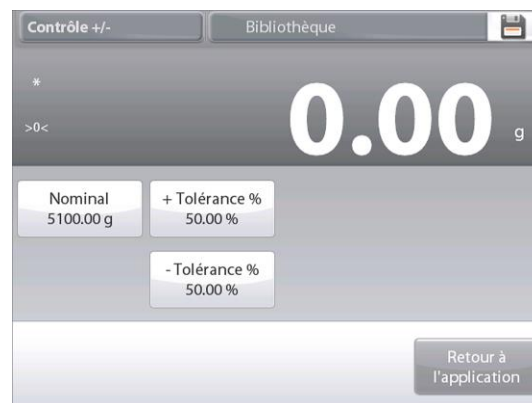 Contrôle +/-
Bibliothèque
*
>0<
0.00 g
Nominal
5100.00 g
+ Tolérance %
50.00 %
- Tolérance %
50.00 %
Retour à
l'application